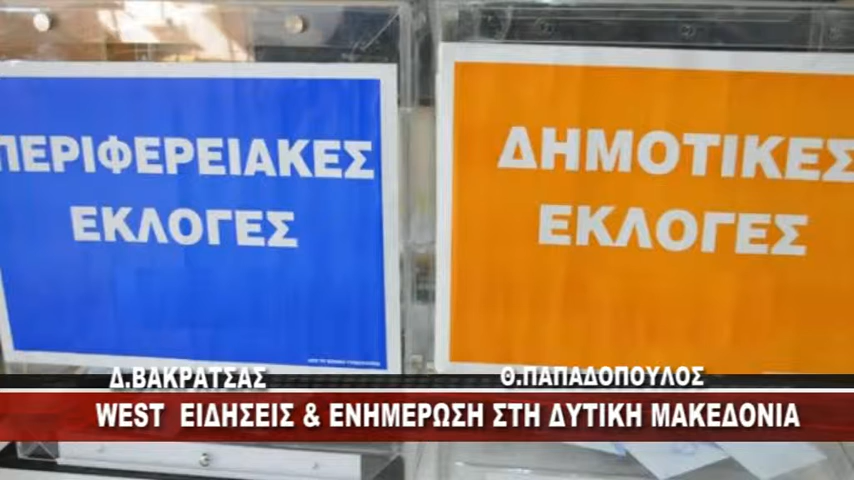 ΠΕΡΙΦΕΡΕΙΑΚΕΣ
ΕΚΛΟΓΕΣ
ΔΗΜΟΤΙΚΕΣ
ΕΚΛΟΓΕΣ
Δ.ΒΑΚΡΑΤΣΑΣ
Θ.ΠΑΠΑΔΟΠΟΥΛΟΣ
WEST ΕΙΔΗΣΕΙΣ & ΕΝΗΜΕΡΩΣΗ ΣΤΗ ΔΥΤΙΚΗ ΜΑΚΕΔΟΝΙΑ